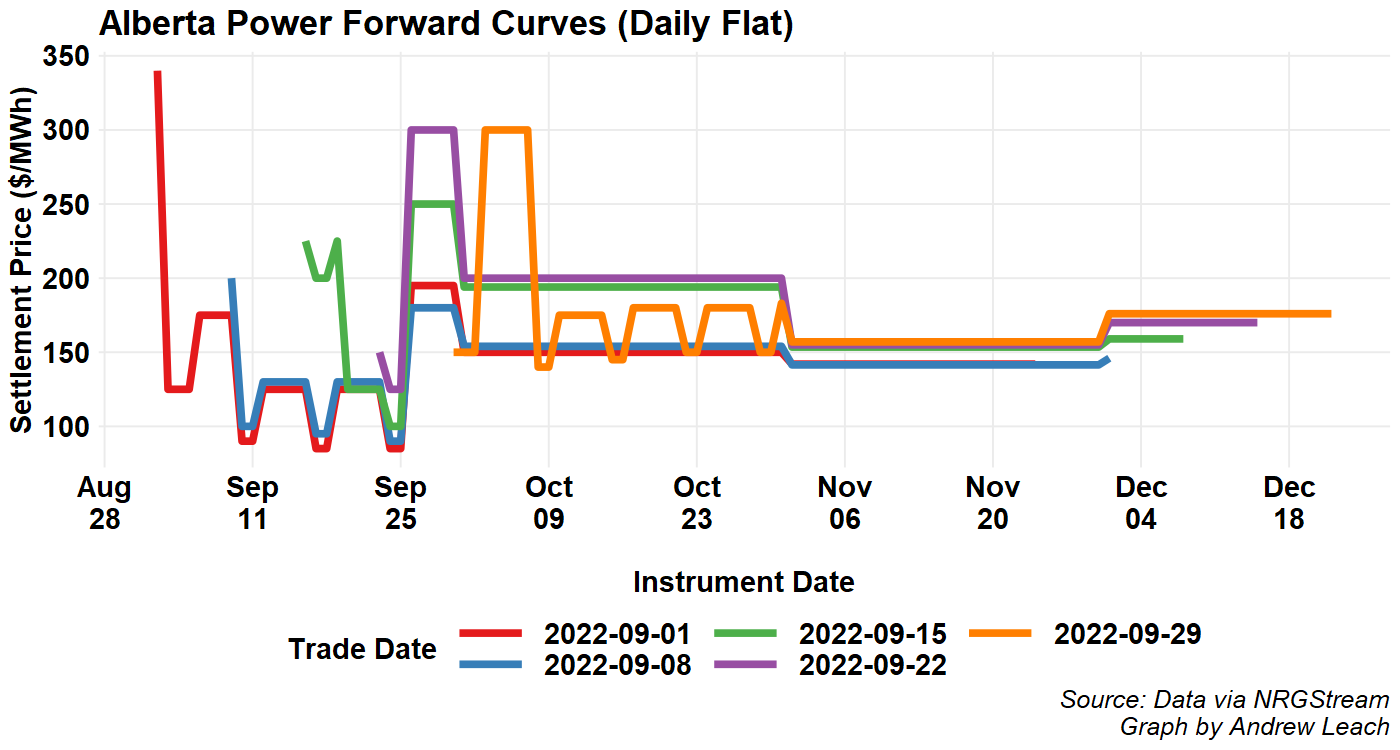 Alberta Power Forward Curves (Daily Flat)
Settlement Price ($/MWh)
350
300
250
200
150
100
Aug Sep Sep Oct Oct Nov Nov Dec Dec
28 11 25 09 23 06 20 04 18
Instrument Date
Trade Date
2022-09-01 2022-09-15 2022-09-29
2022-09-08 2022-09-22
Source: Data via NRGStream
Graph by Andrew Leach